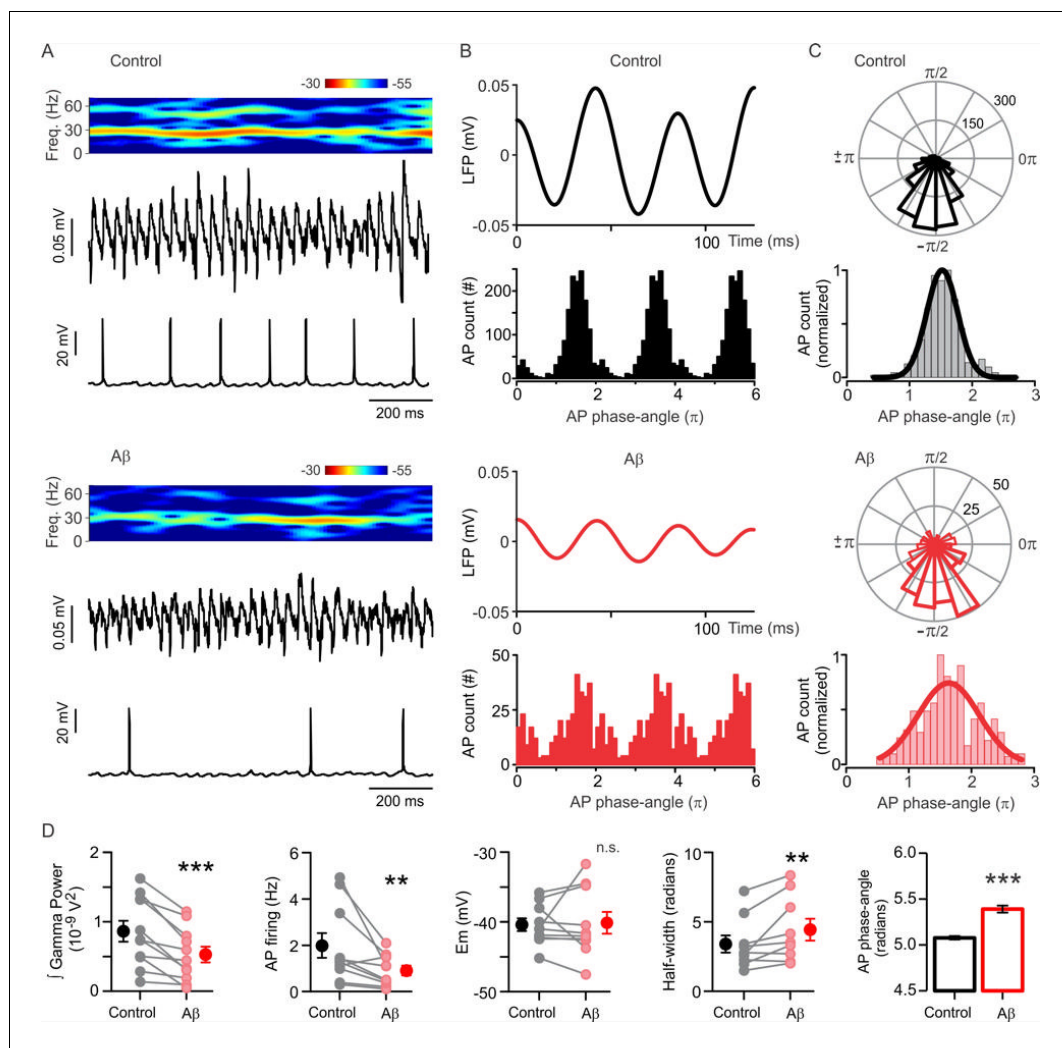 A
Control
-30 -55
Freq. (Hz)
60
30
0
0.05 mV
20 mV
200 ms
Aβ
-30 -55
Freq. (Hz)
60
30
0
0.05 mV
20 mV
200 ms
B
Control
LFP (mV)
0.05
0
-0.05
0 100
Time (ms)
AP count (#)
200
100
0
0 2 4 6
AP phase-angle (π)
Aβ
LFP (mV)
0.05
0
-0.05
0 100
Time (ms)
AP count (#)
50
25
0
0 2 4 6
AP phase-angle (π)
C
Control
π/2
300
150
±π
0π
-π/2
AP count
(normalized)
1
0
0 1 2 3
AP phase-angle (π)
Aβ
π/2
50
25
±π
0π
-π/2
AP count
(normalized)
1
0
0 1 2 3
AP phase-angle (π)
D
∫ Gamma Power
(10⁻⁹ V²)
2
1
0
***
Control Aβ
AP firing (Hz)
6
4
2
0
**
Control Aβ
Em (mV)
-30
-40
-50
n.s.
Control Aβ
Half-width (radians)
10
5
0
**
Control Aβ
AP phase-angle
(radians)
6.0
5.5
5.0
4.5
***
Control Aβ